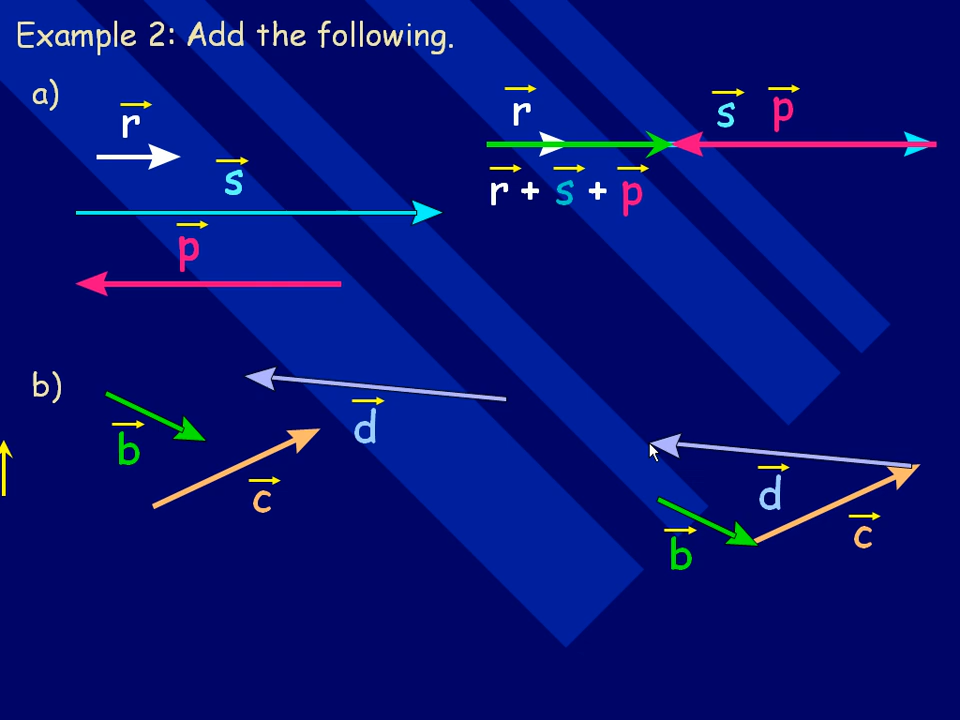 Example 2: Add the following.
a)
r
s
p
r
s
p
r + s + p
b)
b
c
d
b
c
d